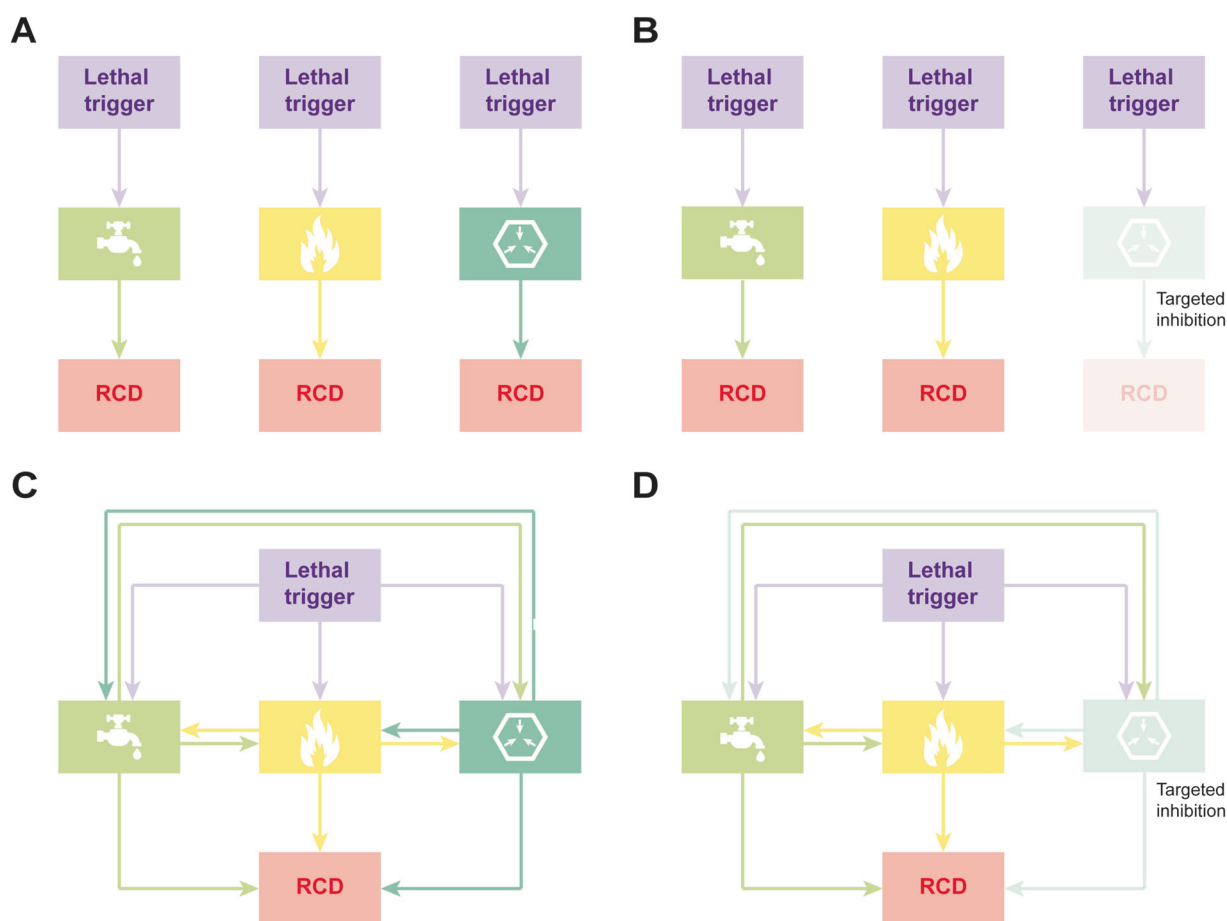 A
B
Lethal
trigger
Lethal
trigger
Lethal
trigger
Lethal
trigger
Lethal
trigger
Lethal
trigger
Targeted
inhibition
RCD
RCD
RCD
RCD
RCD
RCD
C
D
Lethal
trigger
Lethal
trigger
Targeted
inhibition
RCD
RCD